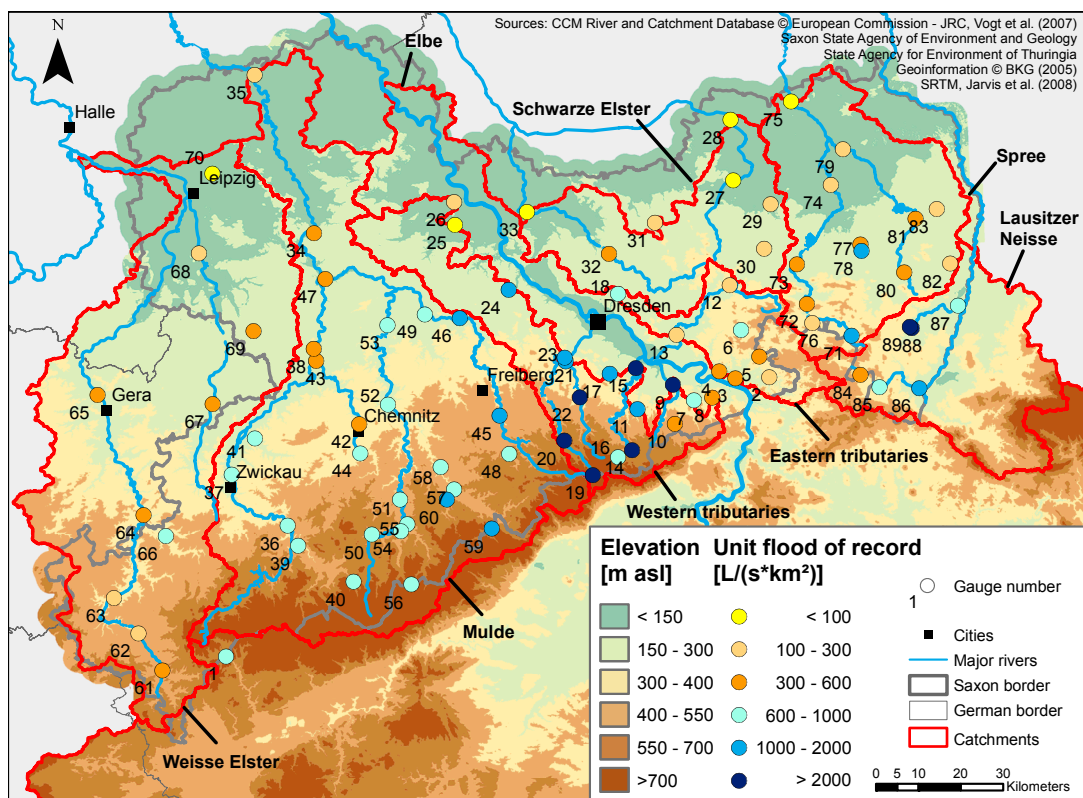 Sources: CCM River and Catchment Database © European Commission - JRC, Vogt et al. (2007)
Saxon State Agency of Environment and Geology
State Agency for Environment of Thuringia
Geoinformation © BKG (2005)
SRTM, Jarvis et al. (2008)
N
Elbe
35
Halle
Schwarze Elster
75
28
70
Leipzig
79
Spree
27
74
26
25
33
31
29
83
81
Lausitzer
Neisse
34
68
32
30
77
78
73
47
18
12
80
82
24
Dresden
49
46
53
72
76
87
71
89
88
69
38
43
23
21
13
6
5
2
15
17
4
3
84
85
86
Freiberg
Gera
65
67
52
9
8
7
Chemnitz
42
45
22
11
10
Eastern tributaries
41
44
48
20
16
14
58
Zwickau
37
57
19
Western tributaries
51
60
64
66
36
39
50
55
54
59
40
56
63
Mulde
62
61
1
Weisse Elster
Elevation
[m asl]
< 150
150 - 300
300 - 400
400 - 550
550 - 700
>700
Unit flood of record
[L/(s*km²)]
< 100
100 - 300
300 - 600
600 - 1000
1000 - 2000
> 2000
1
Gauge number
Cities
Major rivers
Saxon border
German border
Catchments
0 5 10 20 30
Kilometers